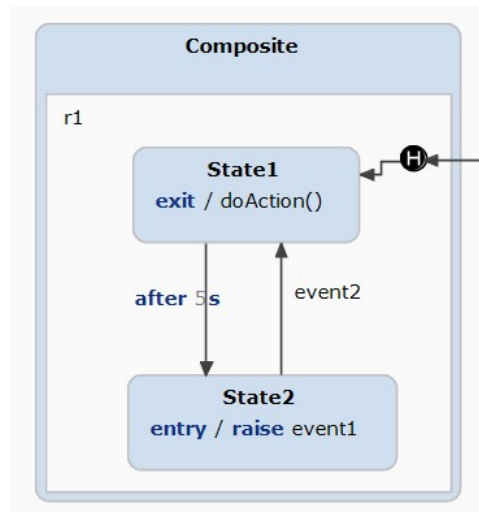 Composite
r1
H
State1
exit / doAction()
after 5s
event2
State2
entry / raise event1